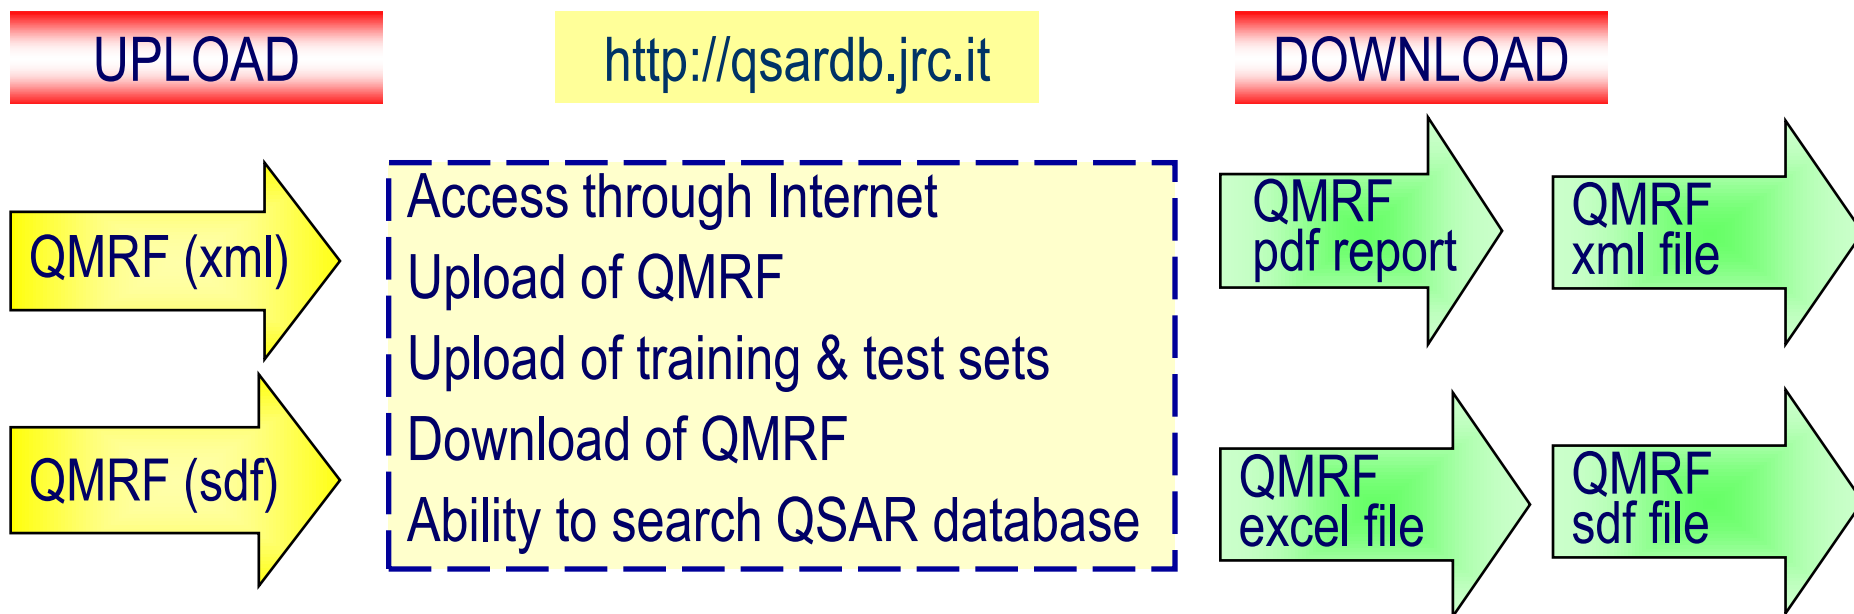 UPLOAD
http://qsardb.jrc.it
DOWNLOAD
QMRF (xml)
QMRF (sdf)
Access through Internet
Upload of QMRF
Upload of training & test sets
Download of QMRF
Ability to search QSAR database
QMRF
pdf report
QMRF
xml file
QMRF
excel file
QMRF
sdf file